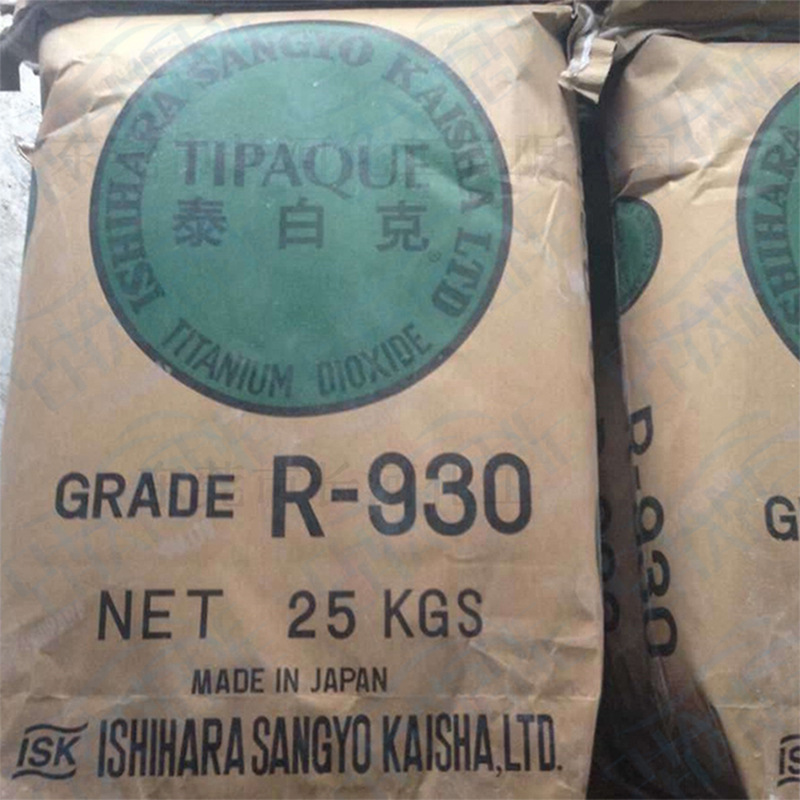 ISHIHARA SANGYO KAISHA LTD
TIPAQUE
泰白克®
TITANIUM DIOXIDE
GRADE R-930
NET 25 KGS
MADE IN JAPAN
ISK ISHIHARA SANGYO KAISHA,LTD.
R-930
ISHIHARA
G